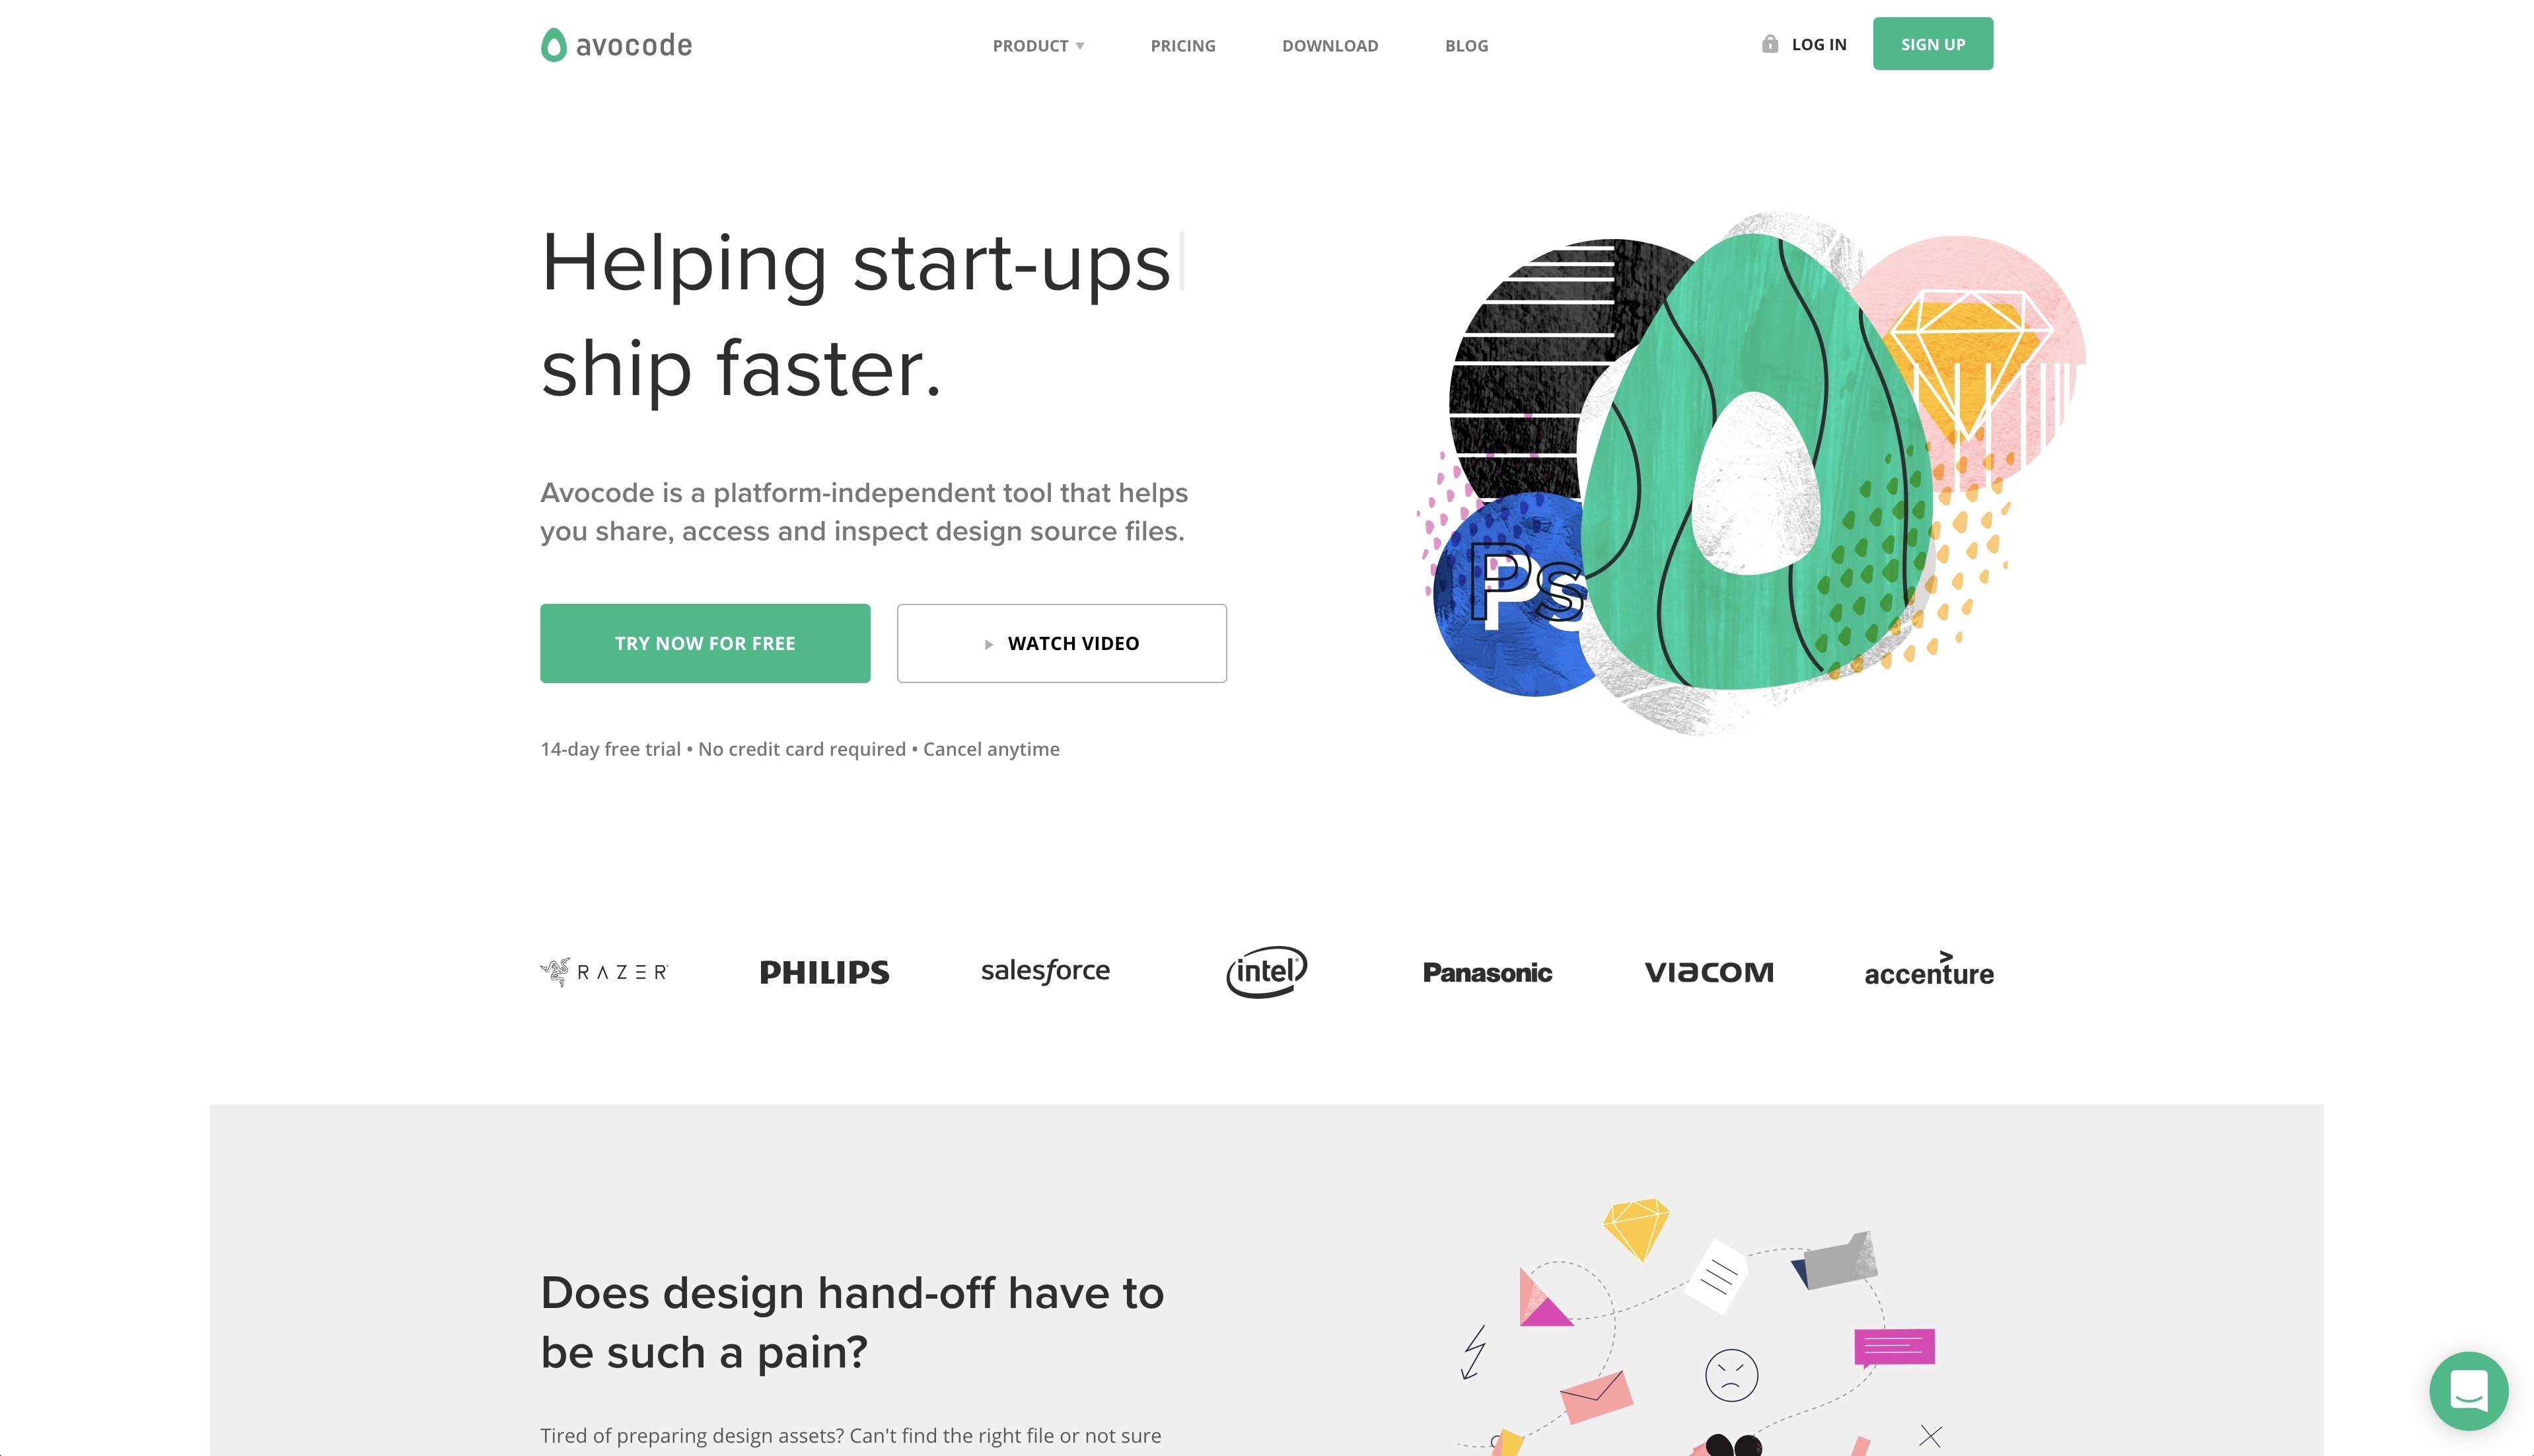 avocode
PRODUCT
PRICING
DOWNLOAD
BLOG
LOG IN
SIGN UP
Helping start-ups
ship faster.
Avocode is a platform-independent tool that helps
you share, access and inspect design source files.
TRY NOW FOR FREE
WATCH VIDEO
14-day free trial • No credit card required • Cancel anytime
Ps
RAZER
PHILIPS
salesforce
intel
Panasonic
VIACOM
accenture
Does design hand-off have to
be such a pain?
Tired of preparing design assets? Can't find the right file or not sure